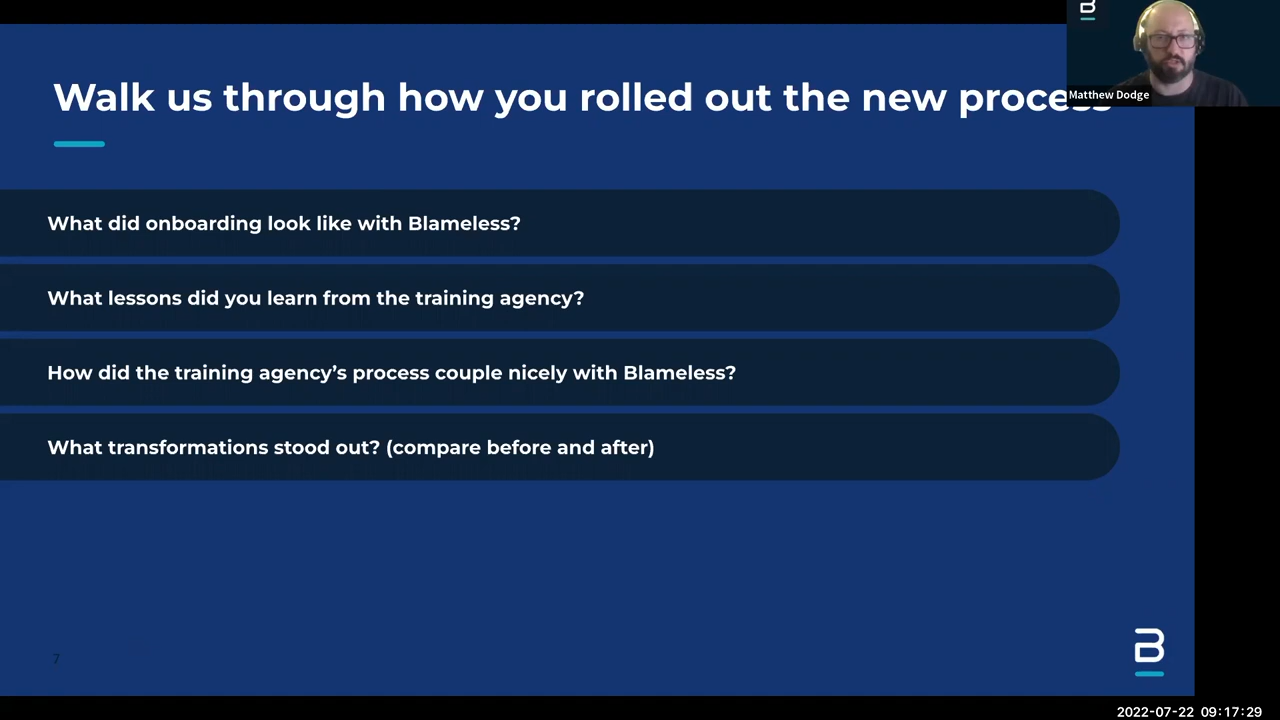 Walk us through how you rolled out the new process
Matthew Dodge
What did onboarding look like with Blameless?
What lessons did you learn from the training agency?
How did the training agency’s process couple nicely with Blameless?
What transformations stood out? (compare before and after)
7
B
B
2022-07-22 09:17:29